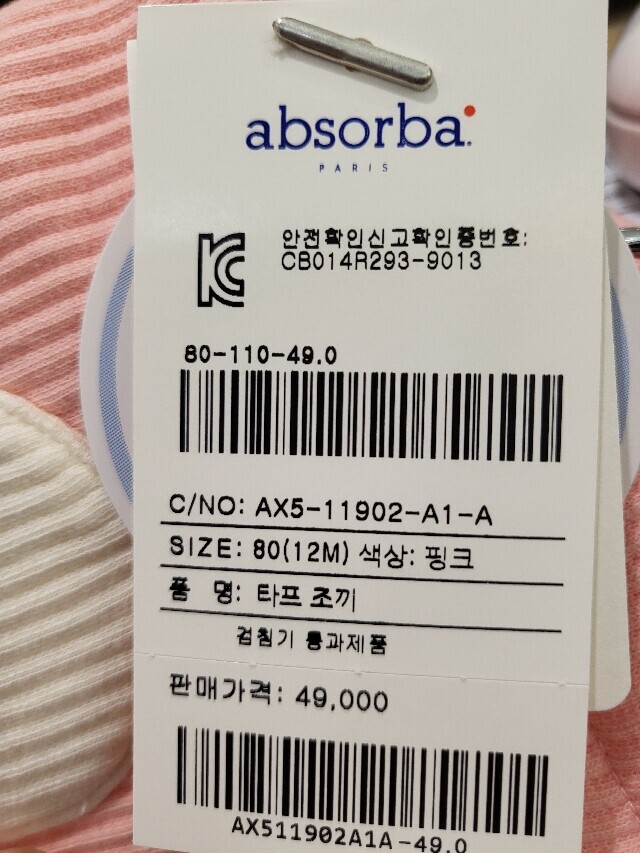 absorba.
PARIS
안전확인신고확인증번호:
CB014R293-9013
80-110-49.0
C/NO: AX5-11902-A1-A
SIZE: 80(12M) 색상: 핑크
품 명: 타프 조끼
검침기 통과제품
판매가격: 49,000
AX511902A1A-49.0